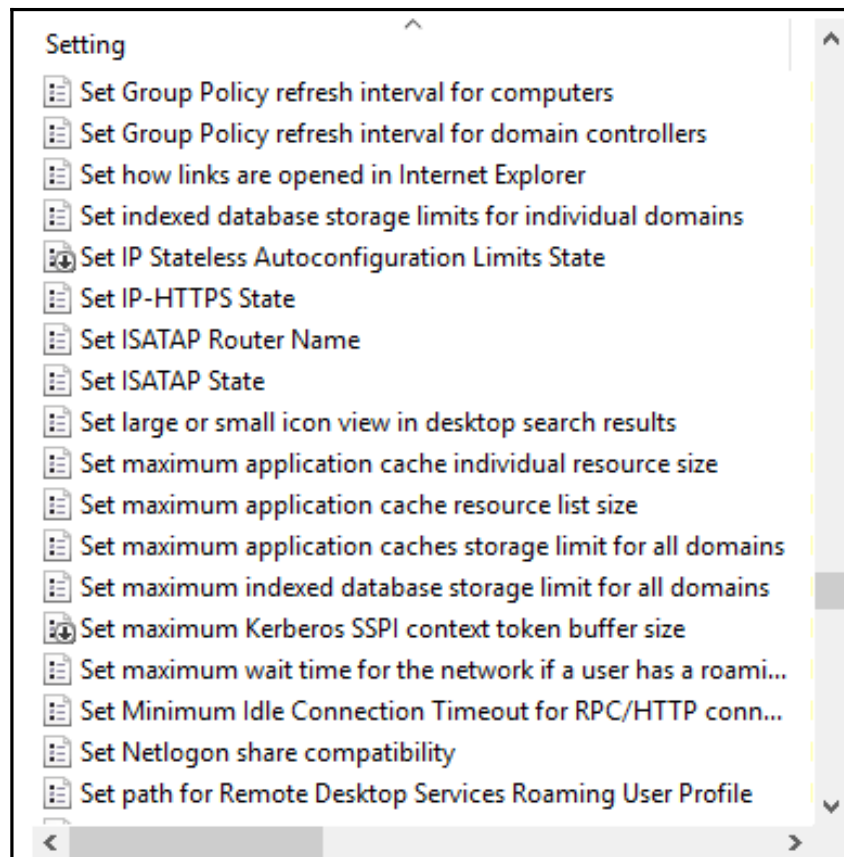 Setting
Set Group Policy refresh interval for computers
Set Group Policy refresh interval for domain controllers
Set how links are opened in Internet Explorer
Set indexed database storage limits for individual domains
Set IP Stateless Autoconfiguration Limits State
Set IP-HTTPS State
Set ISATAP Router Name
Set ISATAP State
Set large or small icon view in desktop search results
Set maximum application cache individual resource size
Set maximum application cache resource list size
Set maximum application caches storage limit for all domains
Set maximum indexed database storage limit for all domains
Set maximum Kerberos SSPI context token buffer size
Set maximum wait time for the network if a user has a roami...
Set Minimum Idle Connection Timeout for RPC/HTTP conn...
Set Netlogon share compatibility
Set path for Remote Desktop Services Roaming User Profile